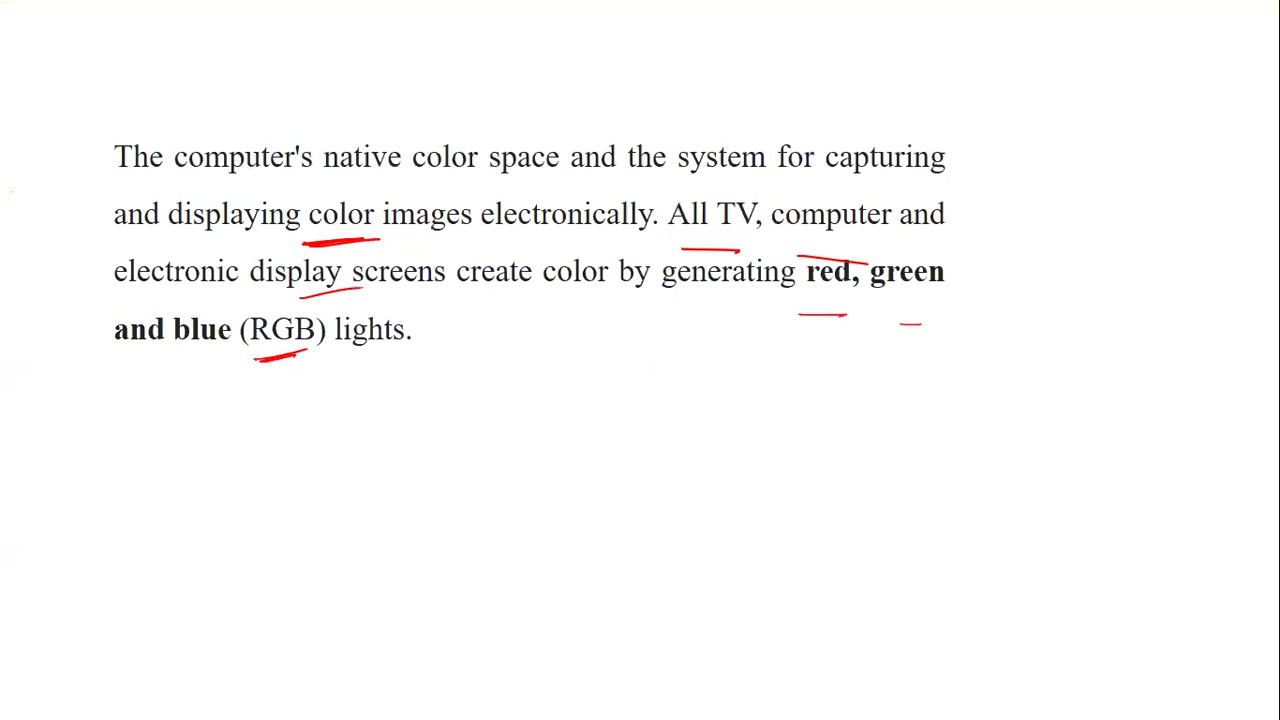 The computer's native color space and the system for capturing
and displaying color images electronically. All TV, computer and
electronic display screens create color by generating red, green
and blue (RGB) lights.